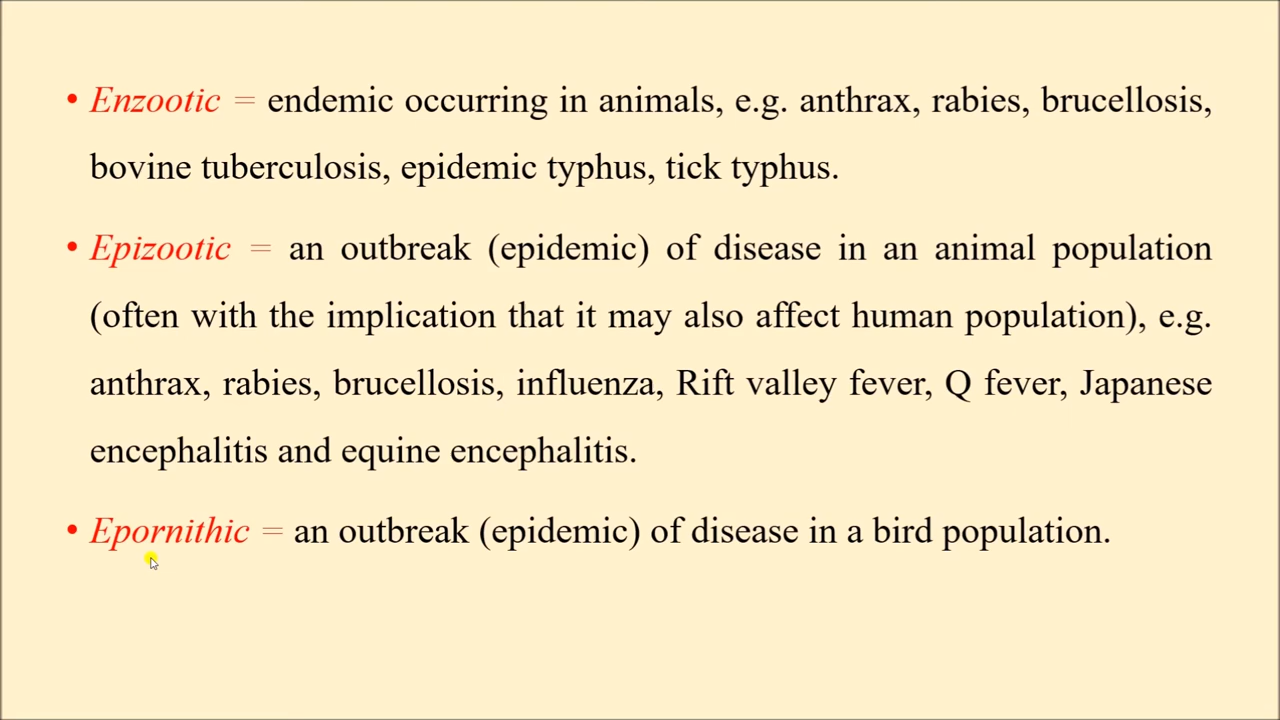 • Enzootic = endemic occurring in animals, e.g. anthrax, rabies, brucellosis,
bovine tuberculosis, epidemic typhus, tick typhus.
• Epizootic = an outbreak (epidemic) of disease in an animal population
(often with the implication that it may also affect human population), e.g.
anthrax, rabies, brucellosis, influenza, Rift valley fever, Q fever, Japanese
encephalitis and equine encephalitis.
• Epornithic = an outbreak (epidemic) of disease in a bird population.